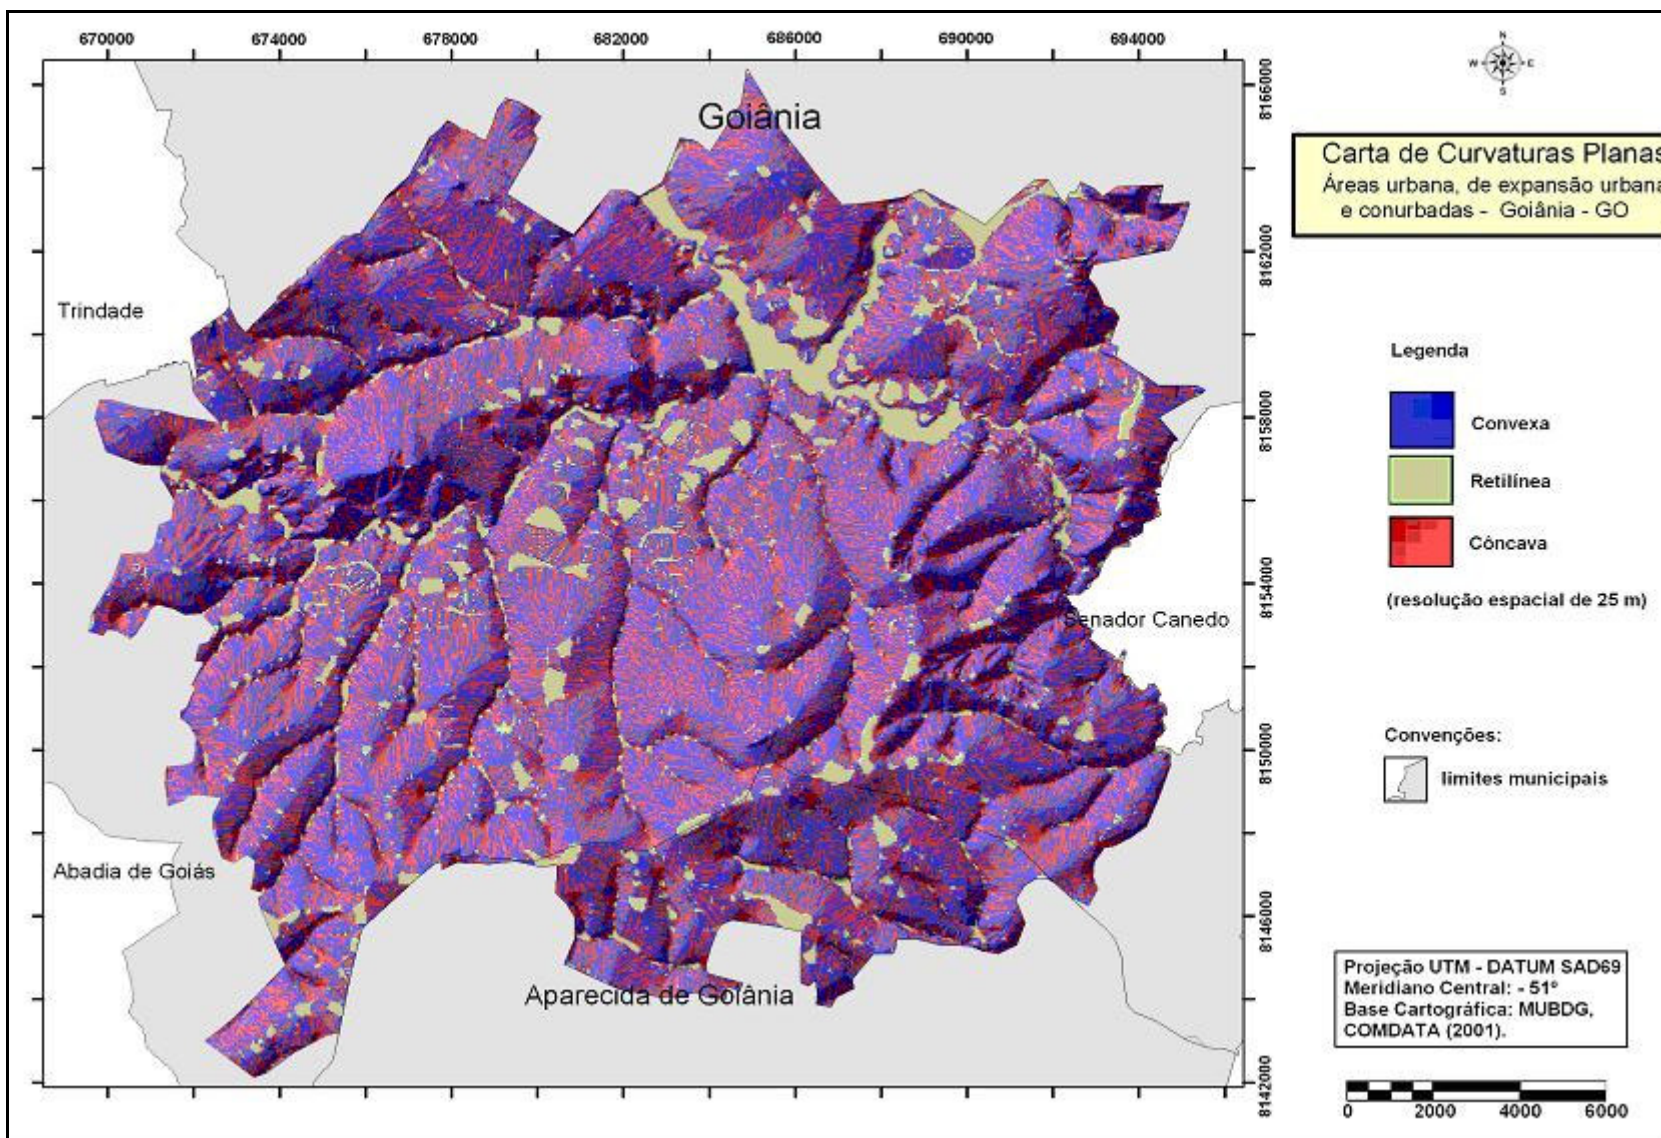 670000 674000 678000 682000 686000 690000 694000
N
W E
S
8166000
8162000
8158000
8154000
8150000
8146000
8142000
Goiânia
Trindade
Senador Canedo
Abadia de Goiás
Aparecida de Goiânia
Carta de Curvaturas Planas
Áreas urbana, de expansão urbana
e conurbadas - Goiânia - GO
Legenda
Convexa
Retilínea
Côncava
(resolução espacial de 25 m)
Convenções:
limites municipais
Projeção UTM - DATUM SAD69
Meridiano Central: - 51º
Base Cartográfica: MUBDG,
COMDATA (2001).
0 2000 4000 6000